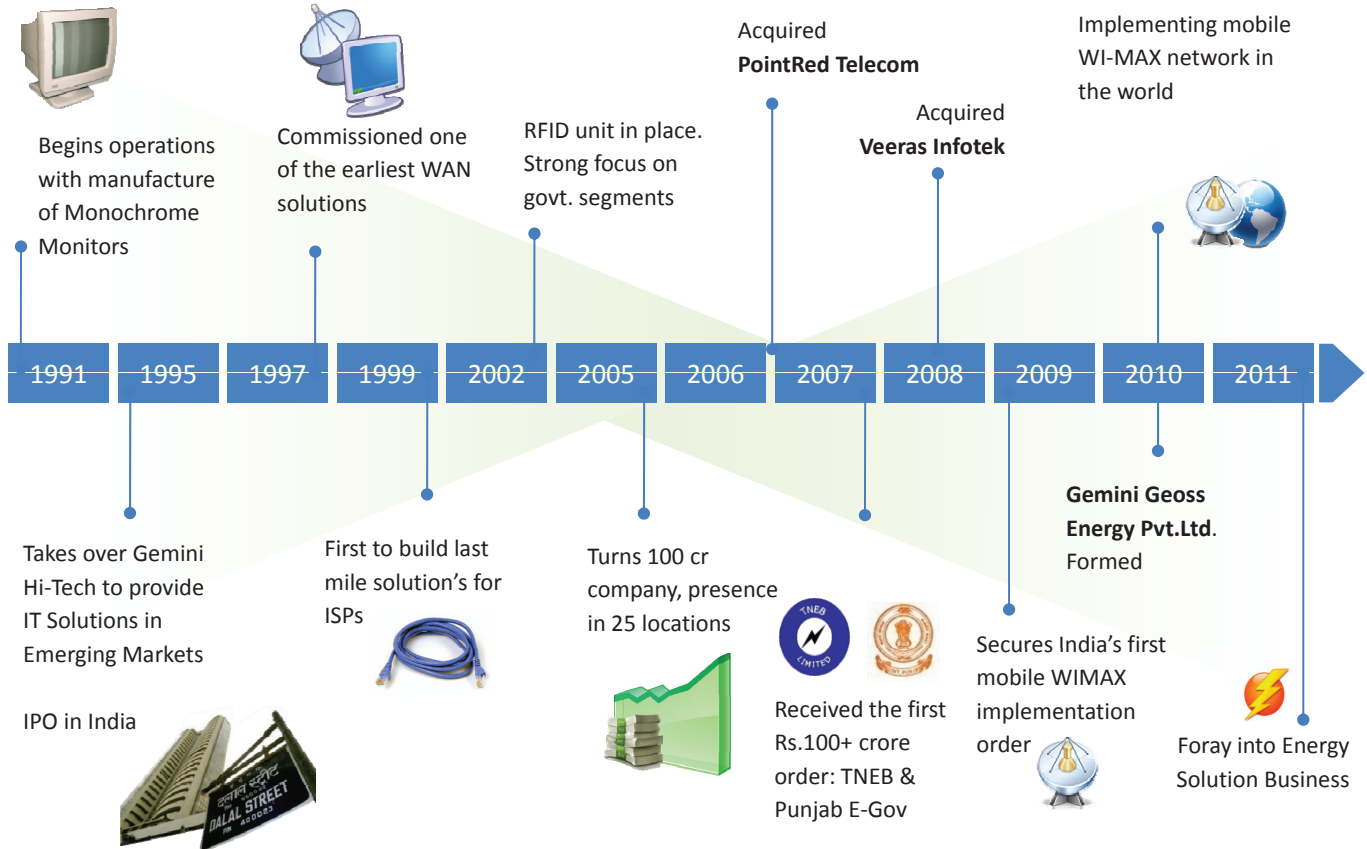 Begins operations
with manufacture
of Monochrome
Monitors
Commissioned one
of the earliest WAN
solutions
RFID unit in place.
Strong focus on
govt. segments
Acquired
PointRed Telecom
Acquired
Veeras Infotek
Implementing mobile
WI-MAX network in
the world
1991
1995
1997
1999
2002
2005
2006
2007
2008
2009
2010
2011
Takes over Gemini
Hi-Tech to provide
IT Solutions in
Emerging Markets
IPO in India
दलाल स्ट्रीट
DALAL STREET
PIN 400023
First to build last
mile solution's for
ISPs
Turns 100 cr
company, presence
in 25 locations
TNEB
LIMITED
Received the first
Rs.100+ crore
order: TNEB &
Punjab E-Gov
Secures India's first
mobile WIMAX
implementation
order
Gemini Geoss
Energy Pvt.Ltd.
Formed
Foray into Energy
Solution Business